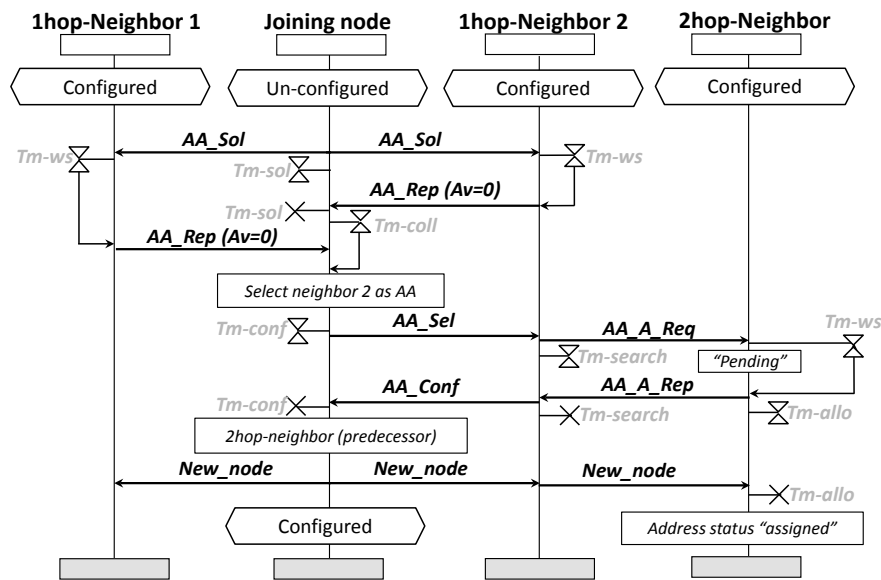 1hop-Neighbor 1 Joining node 1hop-Neighbor 2 2hop-Neighbor
Configured Un-configured Configured Configured
AA_Sol AA_Sol
Tm-ws Tm-sol Tm-ws
AA_Rep (Av=0)
Tm-sol
Tm-coll
AA_Rep (Av=0)
Select neighbor 2 as AA
Tm-conf AA_Sel AA_A_Req Tm-ws
Tm-search "Pending"
AA_Conf AA_A_Rep
Tm-conf Tm-search Tm-allo
2hop-neighbor (predecessor)
New_node New_node New_node
Tm-allo
Configured Address status "assigned"